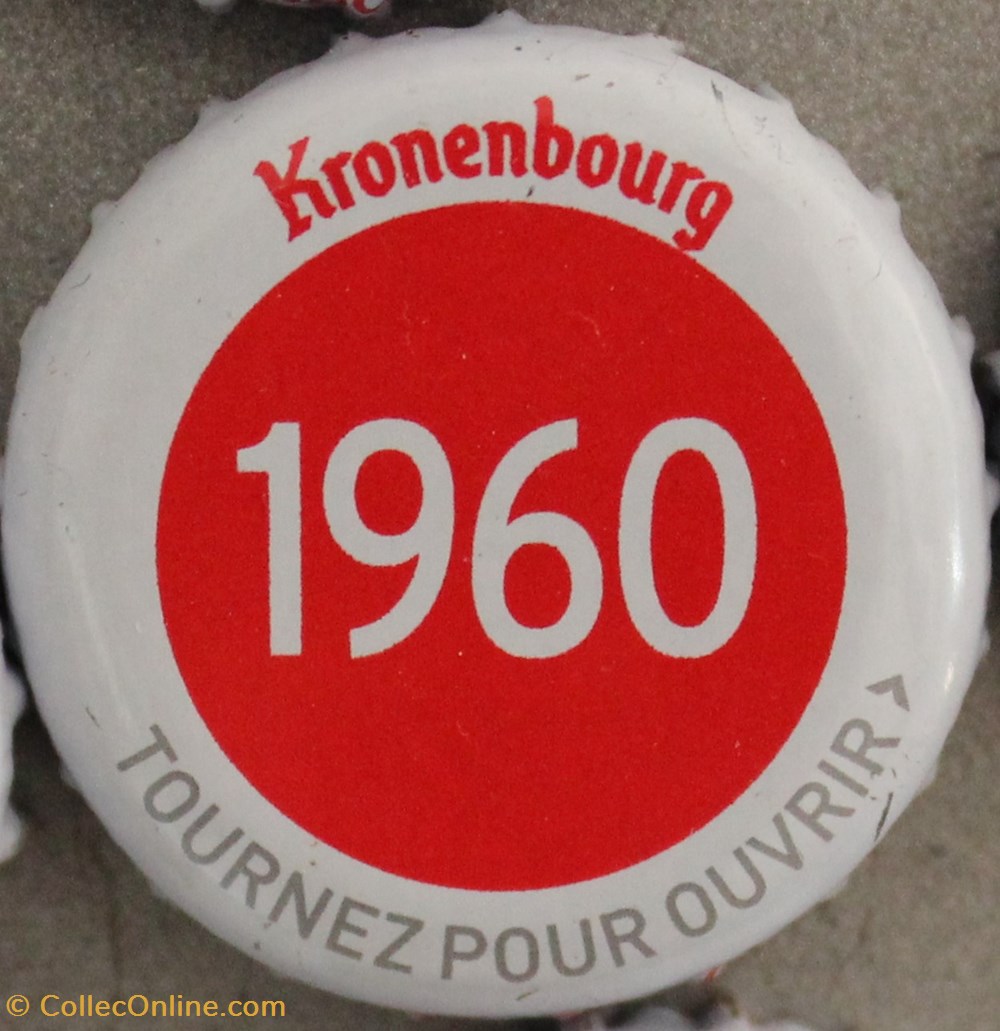 Kronenbourg
1960
TOURNEZ POUR OUVRIR >
© CollecOnline.com